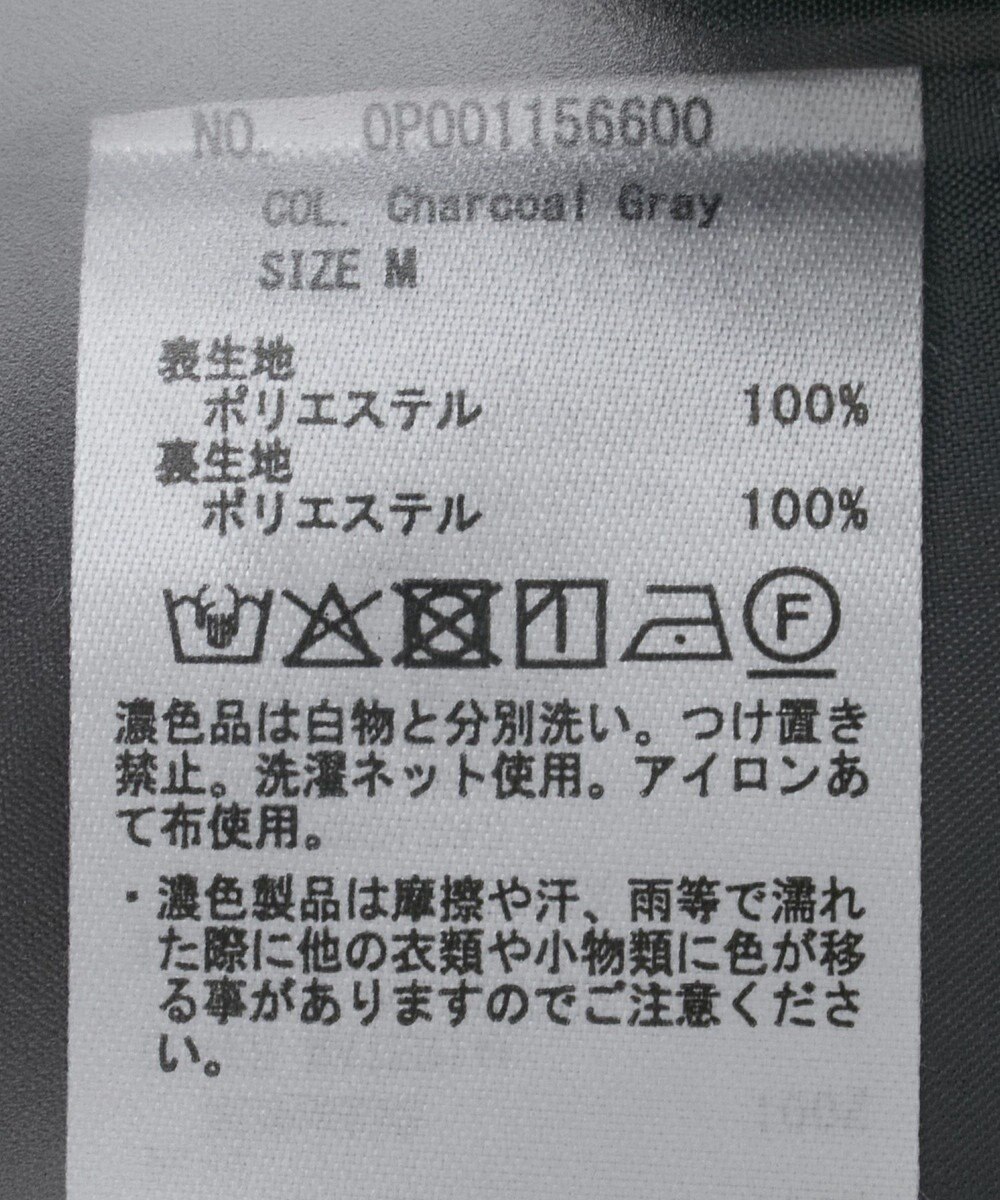 NO. 0P001156600
COL. Charcoal Gray
SIZE M
表生地
ポリエステル 100%
裏生地
ポリエステル 100%
F
濃色品は白物と分別洗い。つけ置き
禁止。洗濯ネット使用。アイロンあ
て布使用。
・濃色製品は摩擦や汗、雨等で濡れ
た際に他の衣類や小物類に色が移
る事がありますのでご注意くださ
い。